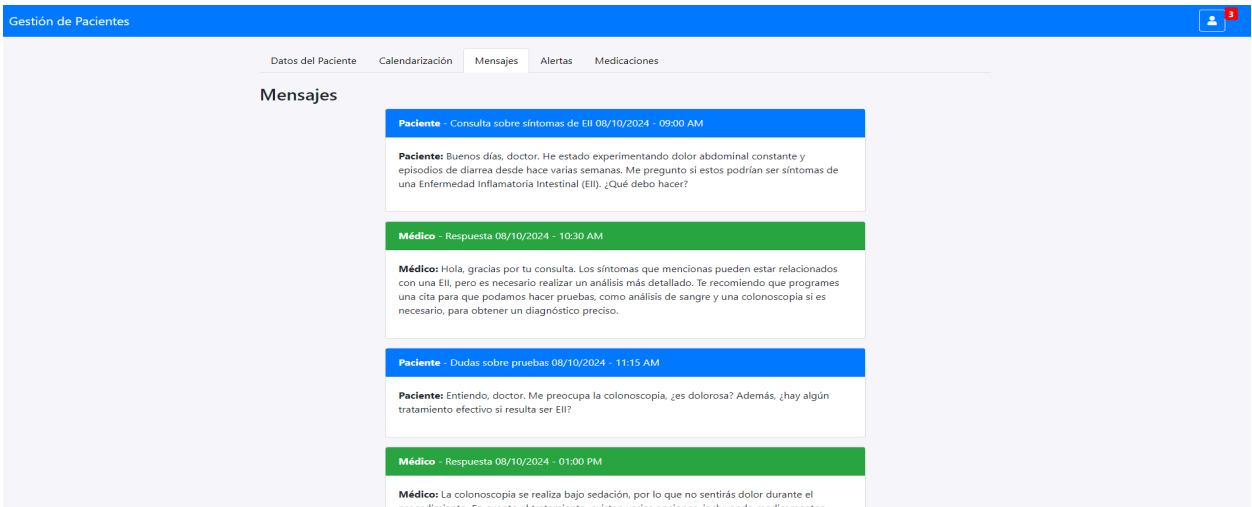 Gestión de Pacientes
3
Datos del Paciente Calendarización Mensajes Alertas Medicaciones
Mensajes
Paciente - Consulta sobre síntomas de EII 08/10/2024 - 09:00 AM
Paciente: Buenos días, doctor. He estado experimentando dolor abdominal constante y
episodios de diarrea desde hace varias semanas. Me pregunto si estos podrían ser síntomas de
una Enfermedad Inflamatoria Intestinal (EII). ¿Qué debo hacer?
Médico - Respuesta 08/10/2024 - 10:30 AM
Médico: Hola, gracias por tu consulta. Los síntomas que mencionas pueden estar relacionados
con una EII, pero es necesario realizar un análisis más detallado. Te recomiendo que programes
una cita para que podamos hacer pruebas, como análisis de sangre y una colonoscopia si es
necesario, para obtener un diagnóstico preciso.
Paciente - Dudas sobre pruebas 08/10/2024 - 11:15 AM
Paciente: Entiendo, doctor. Me preocupa la colonoscopia, ¿es dolorosa? Además, ¿hay algún
tratamiento efectivo si resulta ser EII?
Médico - Respuesta 08/10/2024 - 01:00 PM
Médico: La colonoscopia se realiza bajo sedación, por lo que no sentirás dolor durante el